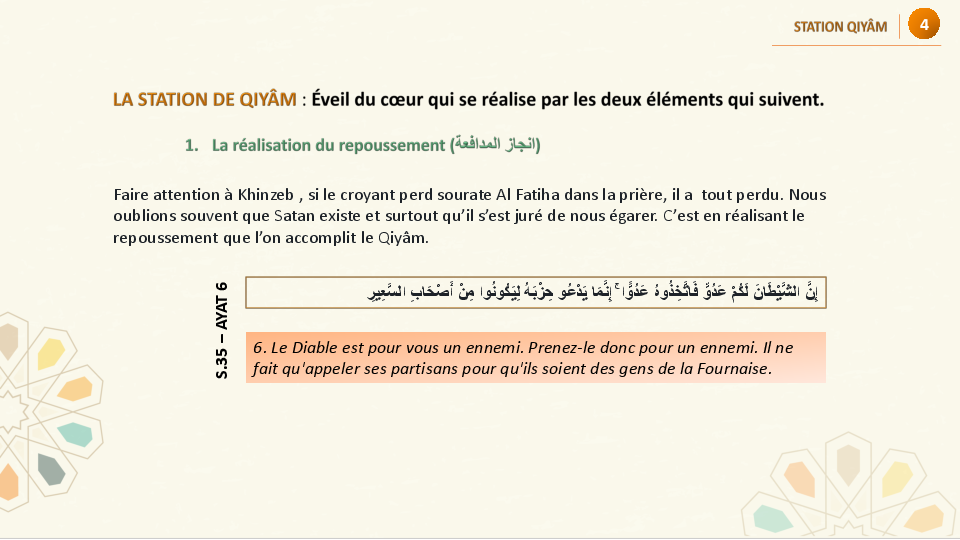 STATION QIYÂM
4
LA STATION DE QIYÂM : Éveil du cœur qui se réalise par les deux éléments qui suivent.
1. La réalisation du repoussement (انجاز المدافعة)
Faire attention à Khinzeb , si le croyant perd sourate Al Fatiha dans la prière, il a tout perdu. Nous
oublions souvent que Satan existe et surtout qu’il s’est juré de nous égarer. C’est en réalisant le
repoussement que l’on accomplit le Qiyâm.
S.35 – AYAT 6
إِنَّ الشَّيْطَانَ لَكُمْ عَدُوٌّ فَاتَّخِذُوهُ عَدُوًّا ۚ إِنَّمَا يَدْعُو حِزْبَهُ لِيَكُونُوا مِنْ أَصْحَابِ السَّعِيرِ
6. Le Diable est pour vous un ennemi. Prenez-le donc pour un ennemi. Il ne
fait qu'appeler ses partisans pour qu'ils soient des gens de la Fournaise.